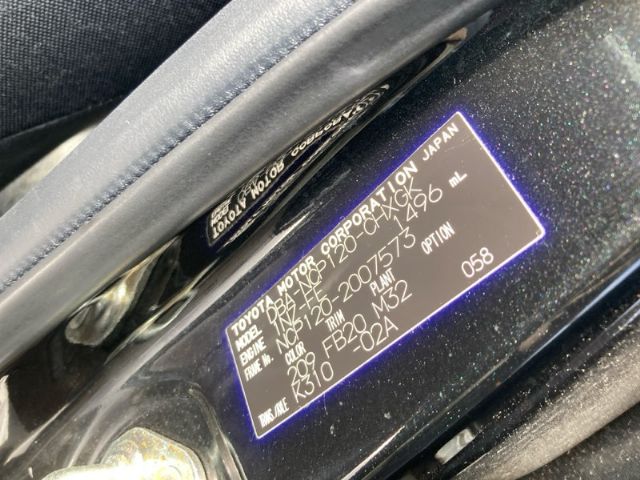 TOYOTA MOTOR CORPORATION JAPAN
MODEL DBA-NCP120-CHXGK
ENGINE 1NZ-FE 1496 mL
FRAME No. NCP120-2007573
COLOR TRIM PLANT OPTION
209 FB20 M32 058
TRANS./AXLE K310 -02A